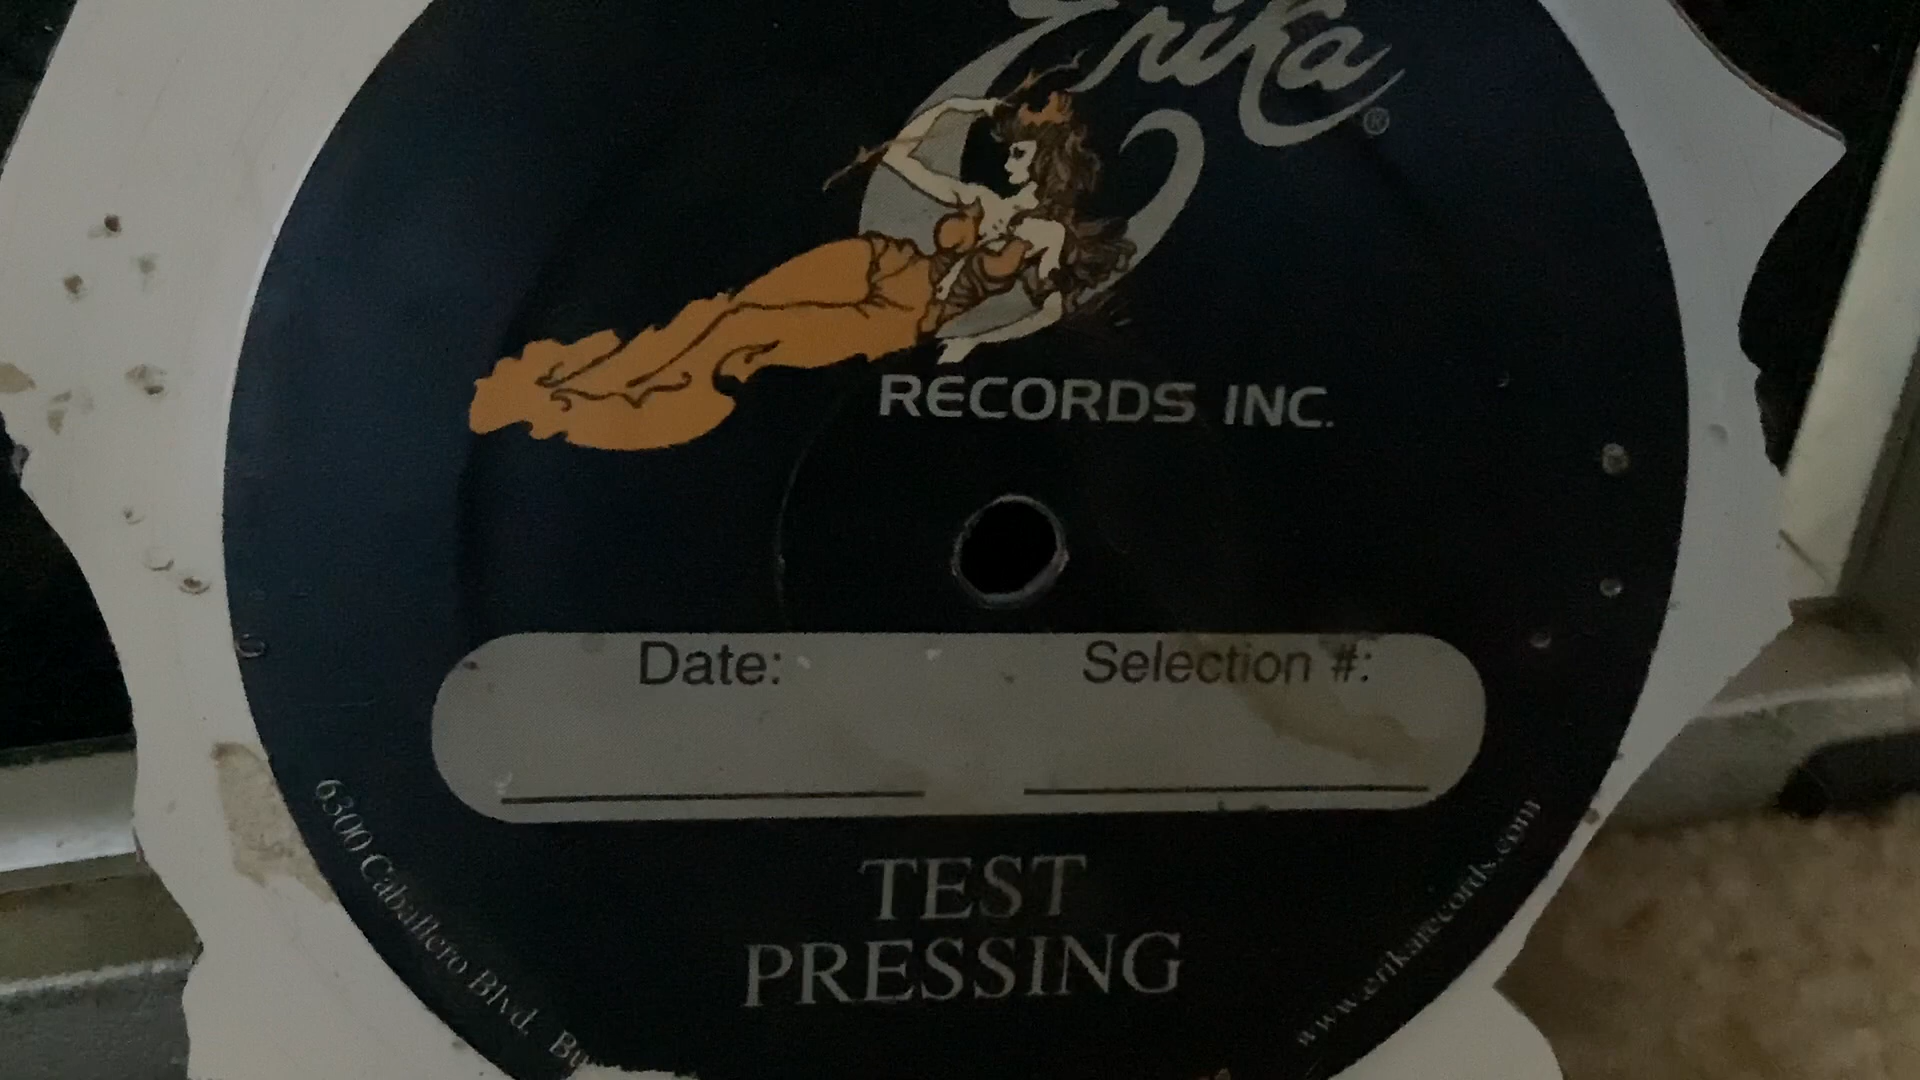 Erika®
RECORDS INC.
Date: Selection #:
TEST
PRESSING
6300 Caballero Blvd.
www.erikarecords.com